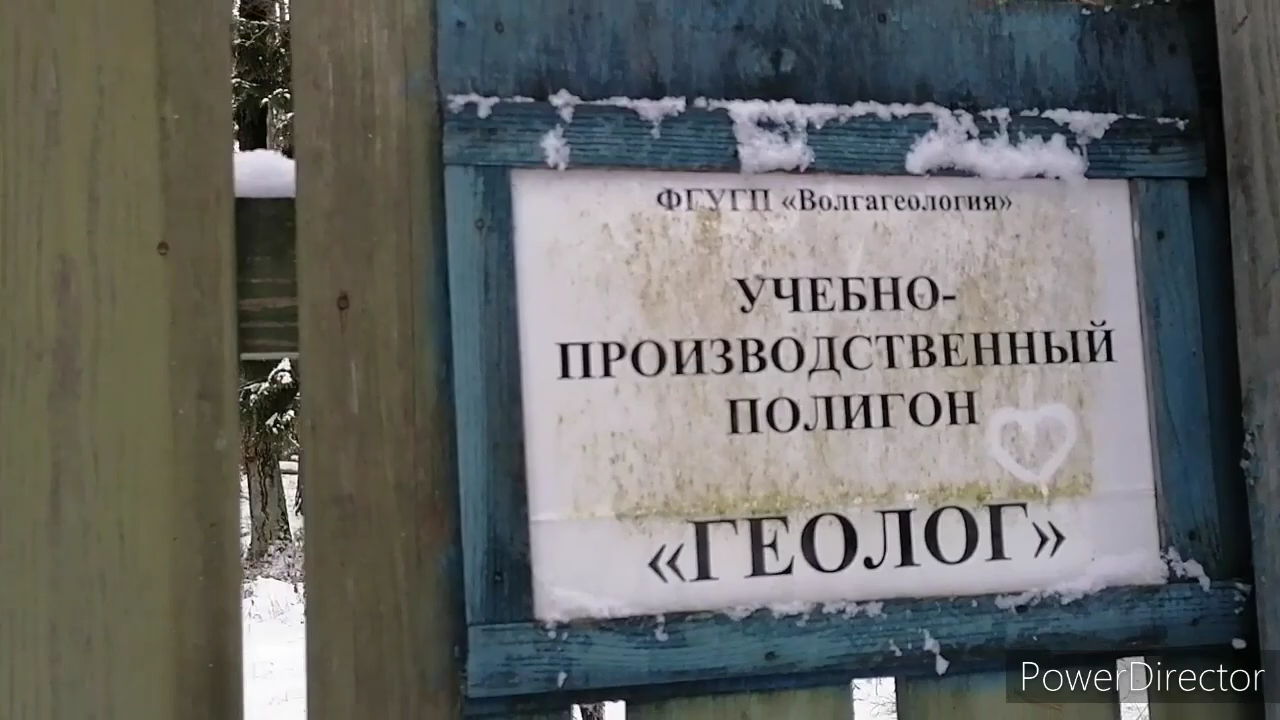 ФГУГП «Волгагеология»
УЧЕБНО-
ПРОИЗВОДСТВЕННЫЙ
ПОЛИГОН
«ГЕОЛОГ»
PowerDirector